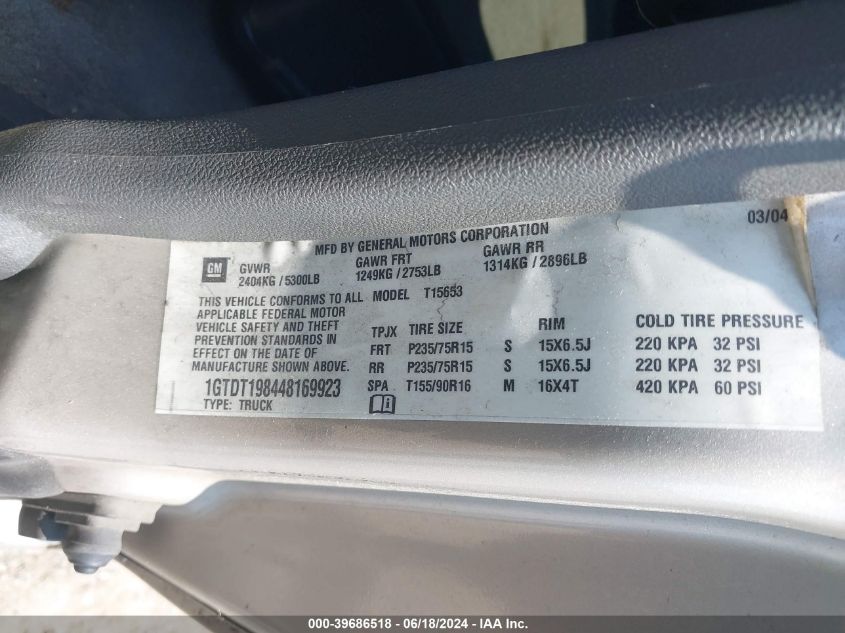 03/04
MFD BY GENERAL MOTORS CORPORATION
GM
GVWR GAWR FRT GAWR RR
2404KG / 5300LB 1249KG / 2753LB 1314KG / 2896LB
THIS VEHICLE CONFORMS TO ALL MODEL T15653
APPLICABLE FEDERAL MOTOR
VEHICLE SAFETY AND THEFT TPJX TIRE SIZE RIM COLD TIRE PRESSURE
PREVENTION STANDARDS IN
EFFECT ON THE DATE OF FRT P235/75R15 S 15X6.5J 220 KPA 32 PSI
MANUFACTURE SHOWN ABOVE. RR P235/75R15 S 15X6.5J 220 KPA 32 PSI
1GTDT198448169923 SPA T155/90R16 M 16X4T 420 KPA 60 PSI
TYPE: TRUCK
000-39686518 - 06/18/2024 - IAA Inc.